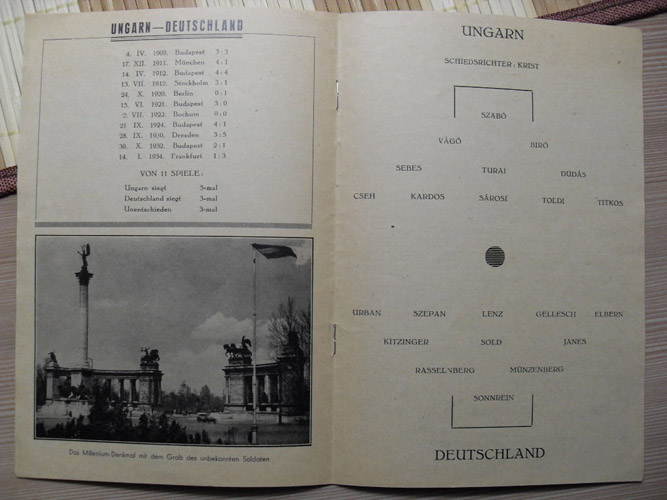 UNGARN—DEUTSCHLAND
4. IV. 1909. Budapest 3 : 3
17. XII. 1911. München 4 : 1
14. IV. 1912. Budapest 4 : 4
13. VII. 1912. Stockholm 3 : 1
24. X. 1920. Berlin 0 : 1
15. VI. 1921. Budapest 3 : 0
2. VII. 1922. Bochum 0 : 0
21. IX. 1924. Budapest 4 : 1
28. IX. 1930. Dresden 3 : 5
30. X. 1932. Budapest 2 : 1
14. I. 1934. Frankfurt 1 : 3
VON 11 SPIELE:
Ungarn siegt 5-mal
Deutschland siegt 3-mal
Unentschieden 3-mal
Das Millenium-Denkmal mit dem Grab des unbekannten Soldaten
UNGARN
SCHIEDSRICHTER: KRIST
SZABÓ
VÁGÓ BIRÓ
SEBES TURAI DUDÁS
CSEH KARDOS SÁROSI TOLDI TITKOS
URBAN SZEPAN LENZ GELLESCH ELBERN
KITZINGER SOLD JANES
RASSELNBERG MÜNZENBERG
SONNREIN
DEUTSCHLAND